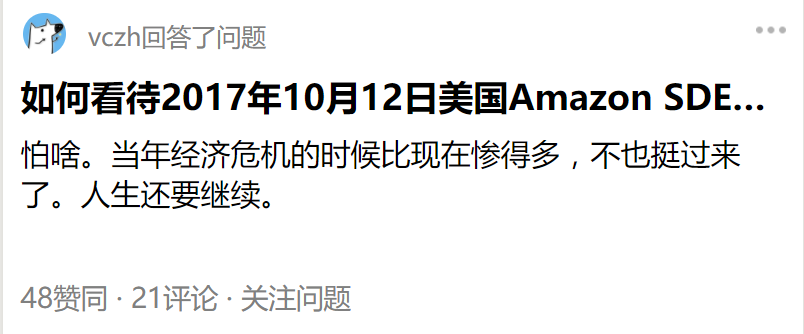 vczh回答了问题
如何看待2017年10月12日美国Amazon SDE...
怕啥。当年经济危机的时候比现在惨得多，不也挺过来
了。人生还要继续。
48赞同 · 21评论 · 关注问题